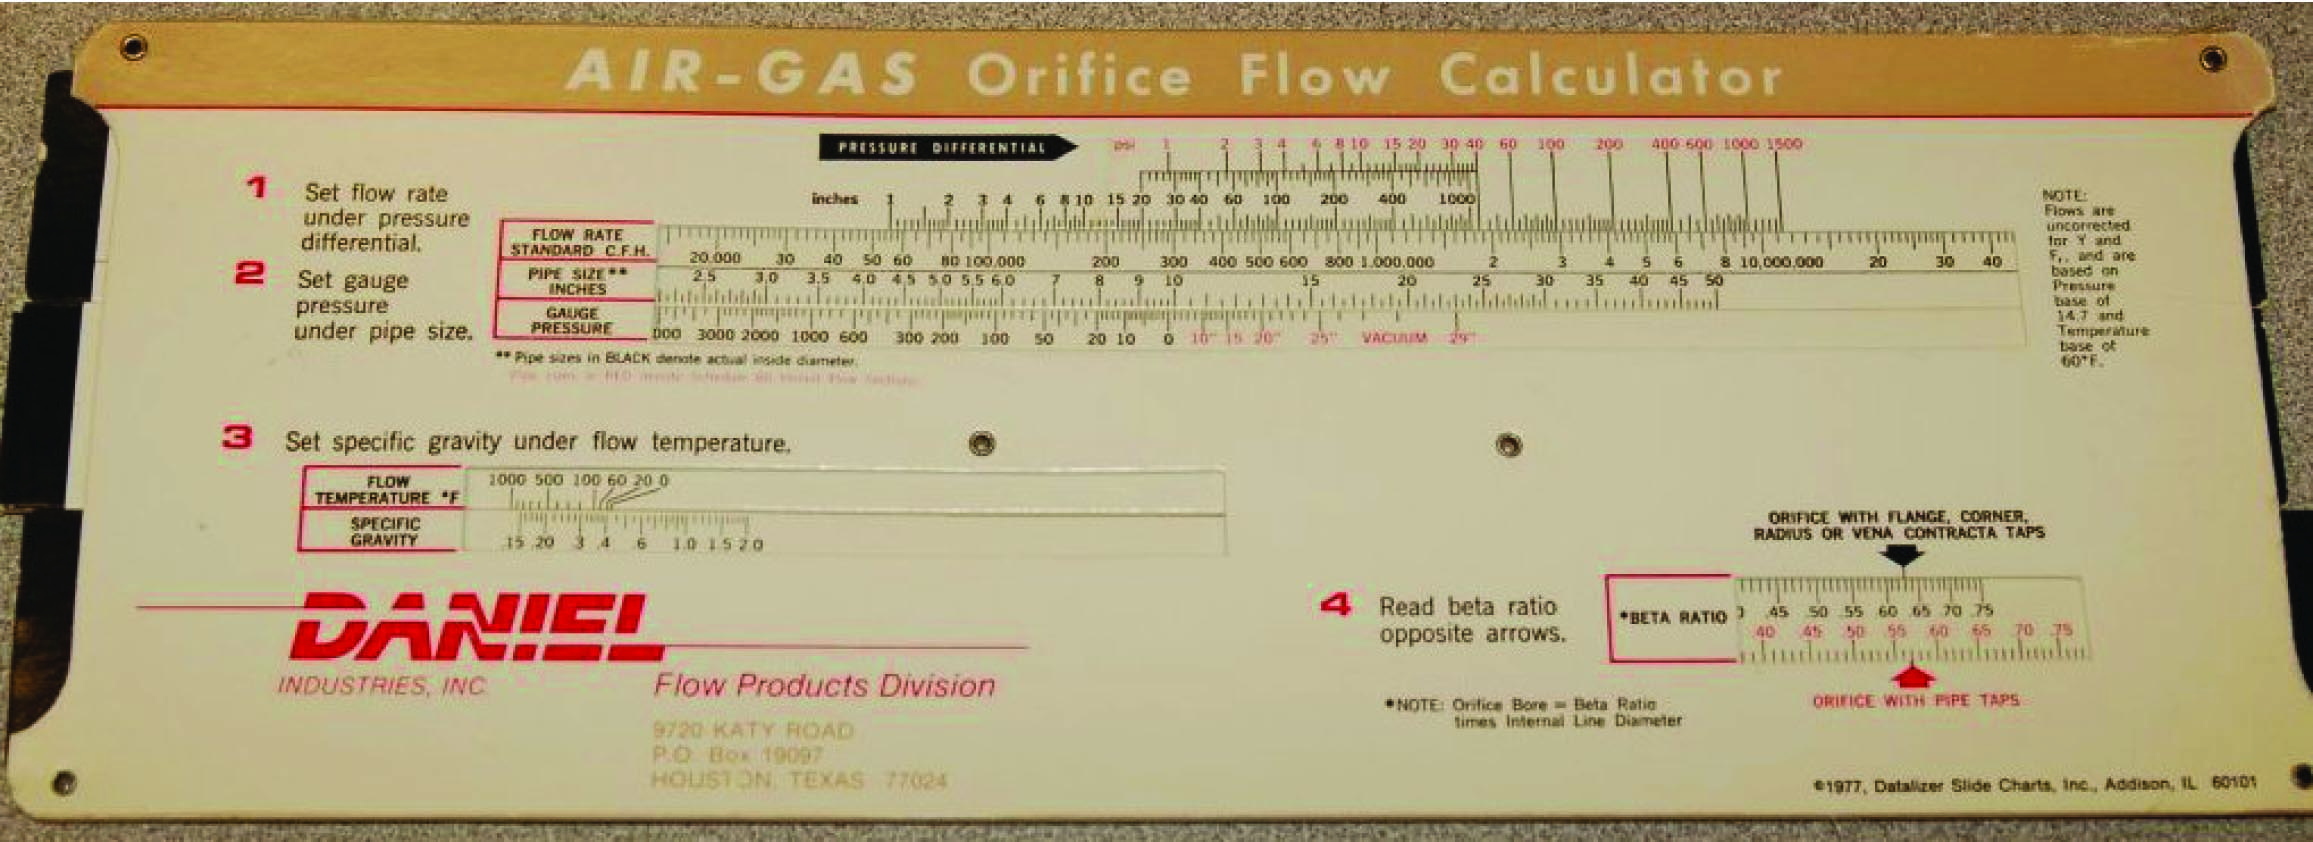 AIR-GAS Orifice Flow Calculator
PRESSURE DIFFERENTIAL
psi 1 2 3 4 6 8 10 15 20 30 40 60 100 200 400 600 1000 1500
inches 1 2 3 4 6 8 10 15 20 30 40 60 100 200 400 1000
1 Set flow rate
under pressure
differential.
FLOW RATE
STANDARD C.F.H.
20,000 30 40 50 60 80 100,000 200 300 400 500 600 800 1,000,000 2 3 4 5 6 8 10,000,000 20 30 40
2 Set gauge
pressure
under pipe size.
PIPE SIZE**
INCHES
2.5 3.0 3.5 4.0 4.5 5.0 5.5 6.0 7 8 9 10 15 20 25 30 35 40 45 50
GAUGE
PRESSURE
000 3000 2000 1000 600 300 200 100 50 20 10 0 10" 15 20" 25" VACUUM 29"
** Pipe sizes in BLACK denote actual inside diameter.
NOTE:
Flows are
uncorrected
for Y and
Fr, and are
based on
Pressure
base of
14.7 and
Temperature
base of
60°F.
3 Set specific gravity under flow temperature.
FLOW
TEMPERATURE °F
1000 500 100 60 20 0
SPECIFIC
GRAVITY
.15 .20 .3 .4 .6 1.0 1.5 2.0
DANIEL
INDUSTRIES, INC
Flow Products Division
9720 KATY ROAD
P.O. Box 19097
HOUSTON, TEXAS 77024
ORIFICE WITH FLANGE, CORNER,
RADIUS OR VENA CONTRACTA TAPS
4 Read beta ratio
opposite arrows.
*BETA RATIO
0 .45 .50 .55 .60 .65 .70 .75
.40 .45 .50 .55 .60 .65 .70 .75
ORIFICE WITH PIPE TAPS
*NOTE: Orifice Bore = Beta Ratio
times Internal Line Diameter
©1977, Datalizer Slide Charts, Inc., Addison, IL 60101